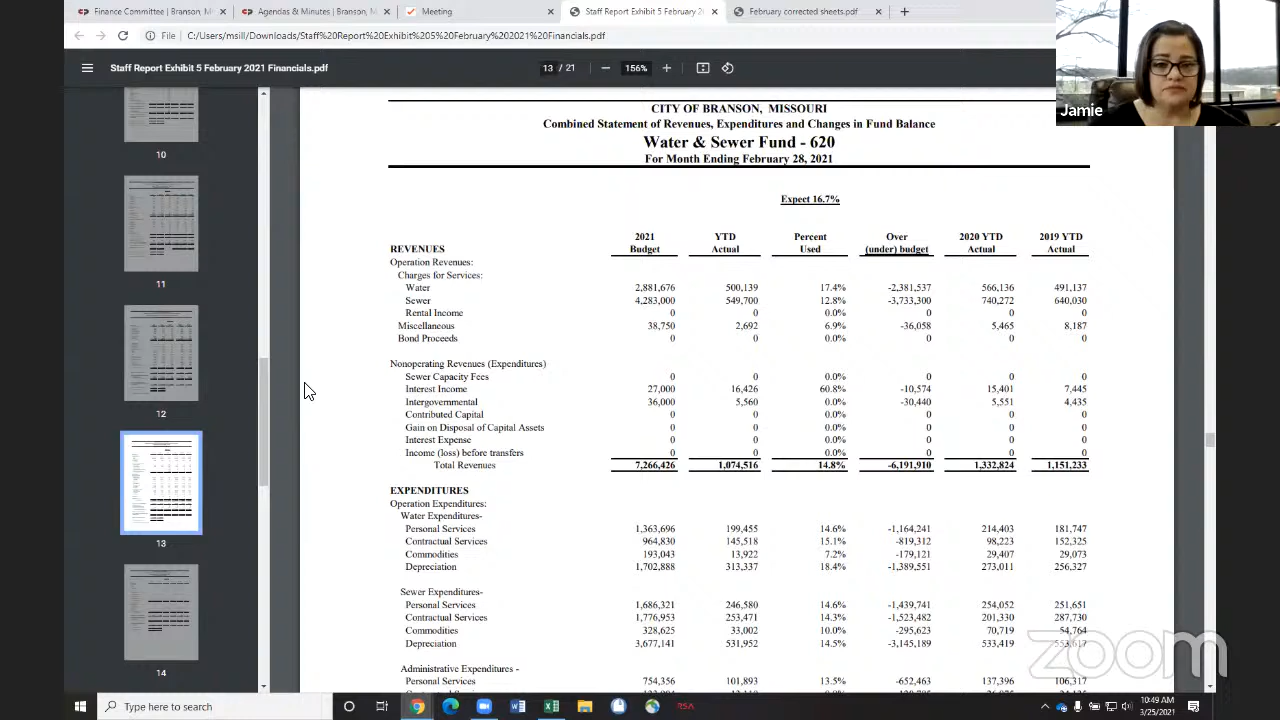 Finance Committee | Branson, M
Agendas & Minutes | Branson, M
Meeting
Staff Report Exhibit 5 February 20
February corrected sheets.pdf
File C:/Users/msill/Downloads/Staff%20Report%20Exhibit%205%20February%202021%20Financials.pdf
Staff Report Exhibit 5 February 2021 Financials.pdf
13 / 21
156%
Jamie
10
11
12
13
14
CITY OF BRANSON, MISSOURI
Combined Statement of Revenues, Expenditures and Changes in Fund Balance
Water & Sewer Fund - 620
For Month Ending February 28, 2021
Expect 16.7%
2021 YTD Percent Over 2020 YTD 2019 YTD
REVENUES Budget Actual Used (under) budget Actual Actual
Operation Revenues:
Charges for Services:
Water 2,881,676 500,139 17.4% -2,381,537 566,136 491,137
Sewer 4,283,000 549,700 12.8% -3,733,300 740,272 640,030
Rental Income 0 0 0.0% 0 0 0
Miscellaneous 38,750 2,692 6.9% -36,058 5,465 8,187
Bond Proceeds 0 0 0.0% 0 0 0
Nonoperating Revenues (Expenditures)
Sewer Capacity Fees 0 0 0.0% 0 0 0
Interest Income 27,000 16,426 60.8% -10,574 15,401 7,445
Intergovernmental 36,000 5,560 0.0% -30,440 5,551 4,435
Contributed Capital 0 0 0.0% 0 0 0
Gain on Disposal of Capital Assets 0 0 0.0% 0 0 0
Interest Expense 0 0 0.0% 0 0 0
Income (loss) before transfers 0 0 0.0% 0 0 0
Total Revenues 7,266,426 1,074,516 14.8% -6,191,910 1,332,824 1,151,233
EXPENDITURES
Operation Expenditures:
Water Expenditures-
Personal Services 1,363,696 199,455 14.6% -1,164,241 214,403 181,747
Contractual Services 964,830 145,518 15.1% -819,312 98,223 152,325
Commodities 193,043 13,922 7.2% -179,121 29,407 29,073
Depreciation 1,702,888 313,337 18.4% -1,389,551 273,011 256,327
Sewer Expenditures-
Personal Services 1,686,321 246,580 14.6% -1,439,741 254,052 251,651
Contractual Services 1,776,953 253,471 14.3% -1,523,482 201,330 287,730
Commodities 328,625 33,002 10.0% -295,623 70,719 54,764
Depreciation 3,677,141 531,952 14.5% -3,145,189 533,419 553,617
Administrative Expenditures -
Personal Services 754,356 101,893 13.5% -652,463 137,396 106,317
zoom
Type here to search
RSA
10:49 AM
3/25/2021